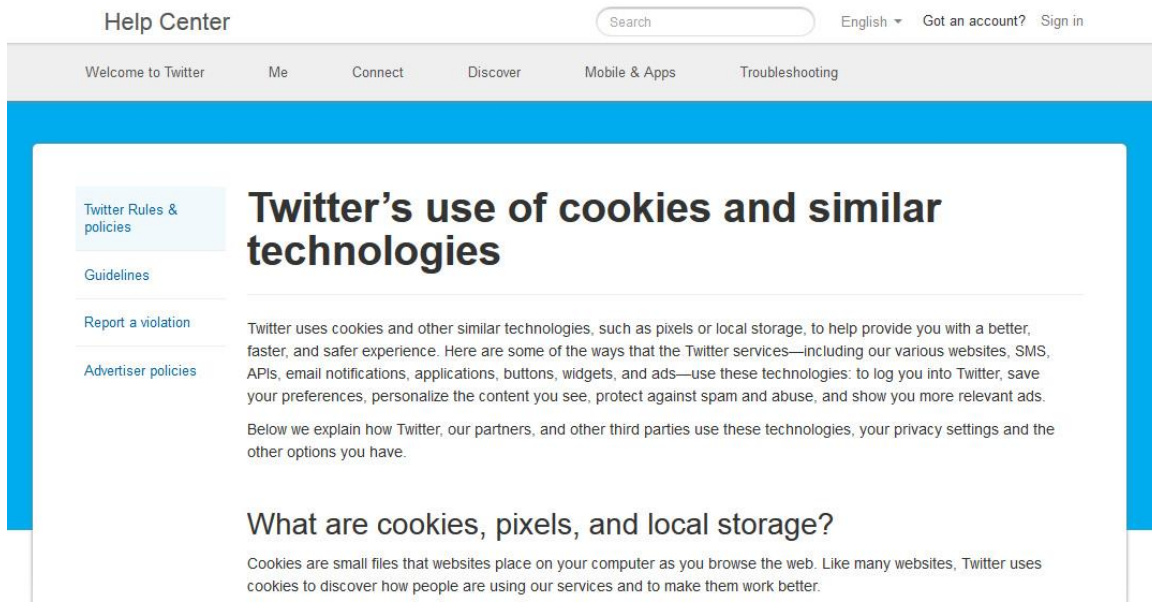 Help Center
Search
English
Got an account?
Sign in
Welcome to Twitter
Me
Connect
Discover
Mobile & Apps
Troubleshooting
Twitter Rules &
policies
Guidelines
Report a violation
Advertiser policies
Twitter’s use of cookies and similar
technologies
Twitter uses cookies and other similar technologies, such as pixels or local storage, to help provide you with a better,
faster, and safer experience. Here are some of the ways that the Twitter services—including our various websites, SMS,
APIs, email notifications, applications, buttons, widgets, and ads—use these technologies: to log you into Twitter, save
your preferences, personalize the content you see, protect against spam and abuse, and show you more relevant ads.
Below we explain how Twitter, our partners, and other third parties use these technologies, your privacy settings and the
other options you have.
What are cookies, pixels, and local storage?
Cookies are small files that websites place on your computer as you browse the web. Like many websites, Twitter uses
cookies to discover how people are using our services and to make them work better.